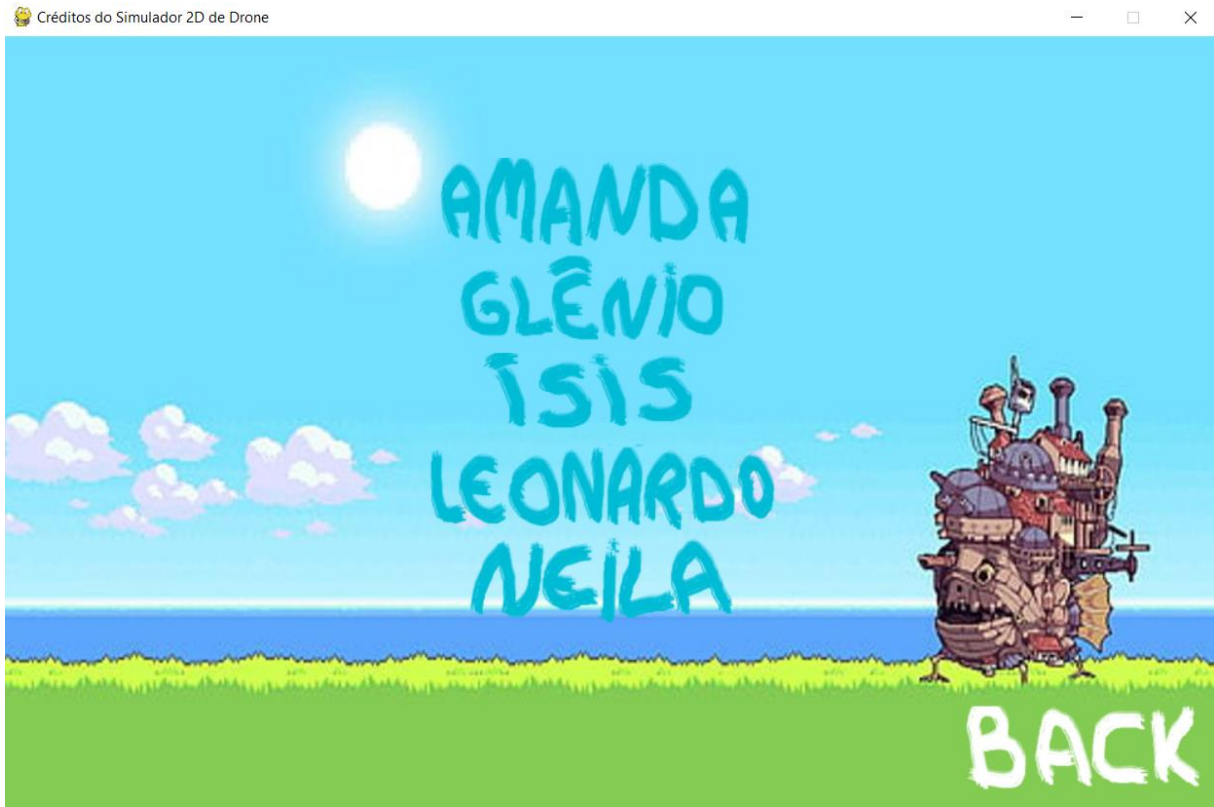 Créditos do Simulador 2D de Drone
AMANDA
GLÊNIO
ÍSIS
LEONARDO
NEILA
BACK